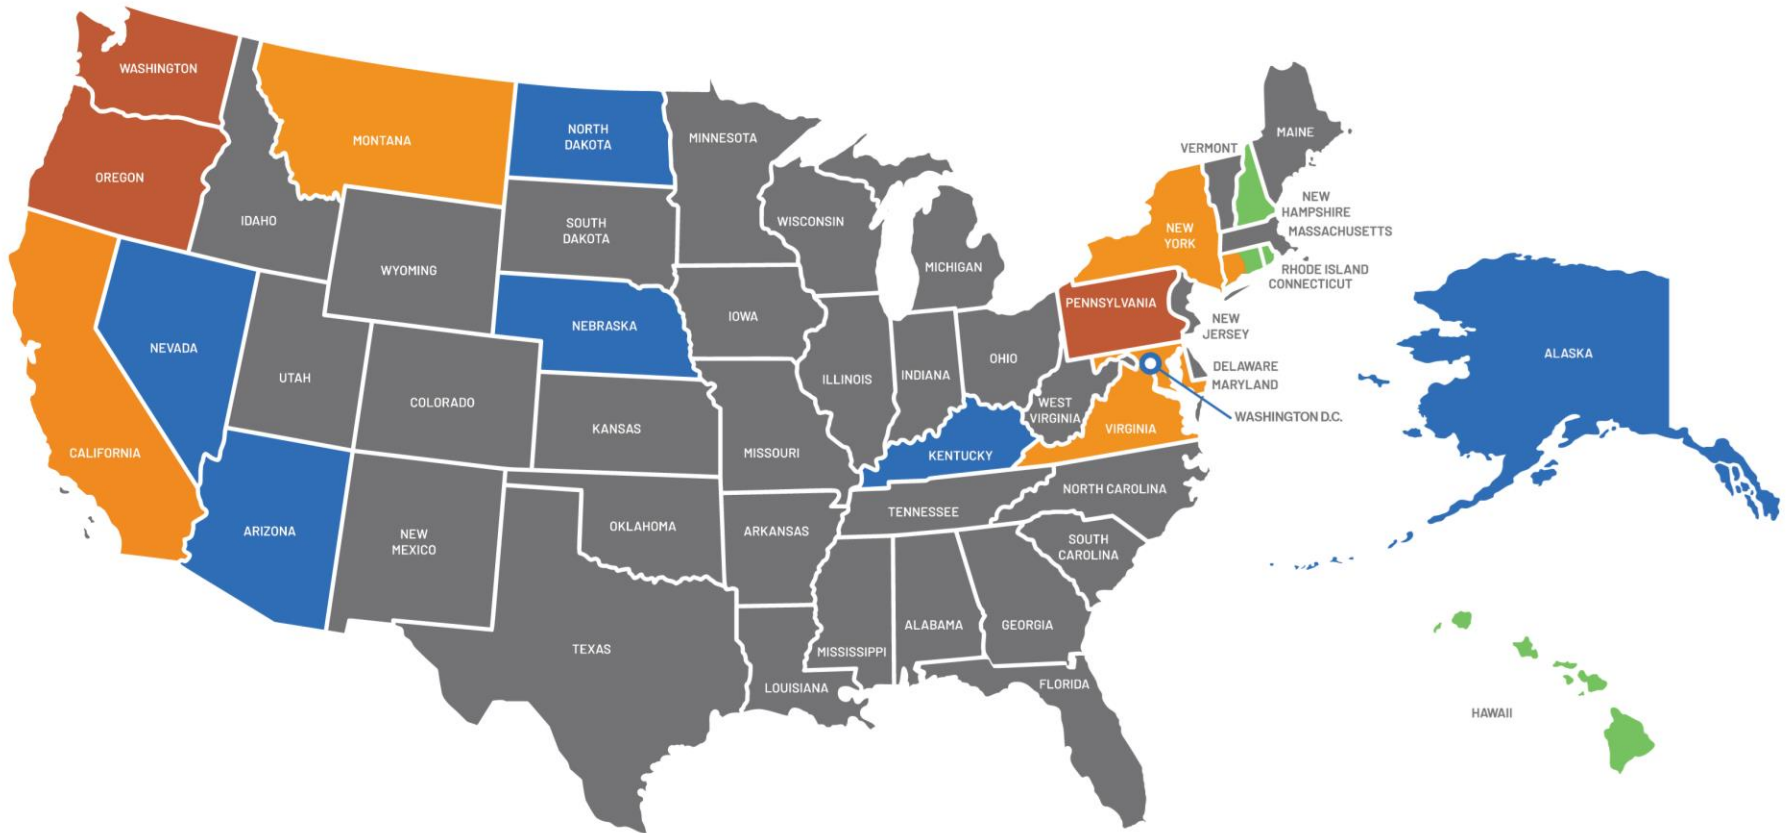 WASHINGTON
OREGON
CALIFORNIA
NEVADA
IDAHO
MONTANA
WYOMING
UTAH
ARIZONA
COLORADO
NEW
MEXICO
NORTH
DAKOTA
SOUTH
DAKOTA
NEBRASKA
KANSAS
OKLAHOMA
TEXAS
MINNESOTA
IOWA
MISSOURI
ARKANSAS
LOUISIANA
WISCONSIN
ILLINOIS
MICHIGAN
INDIANA
OHIO
KENTUCKY
TENNESSEE
MISSISSIPPI
ALABAMA
GEORGIA
FLORIDA
SOUTH
CAROLINA
NORTH CAROLINA
VIRGINIA
WEST
VIRGINIA
PENNSYLVANIA
NEW
YORK
VERMONT
MAINE
NEW
HAMPSHIRE
MASSACHUSETTS
RHODE ISLAND
CONNECTICUT
NEW
JERSEY
DELAWARE
MARYLAND
WASHINGTON D.C.
ALASKA
HAWAII